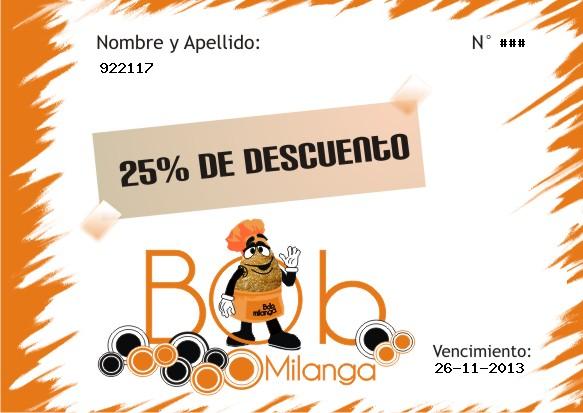 Nombre y Apellido:
N° ###
922117
25% DE DESCUENTO
Bob
Bob
milanga
Milanga
Vencimiento:
26-11-2013